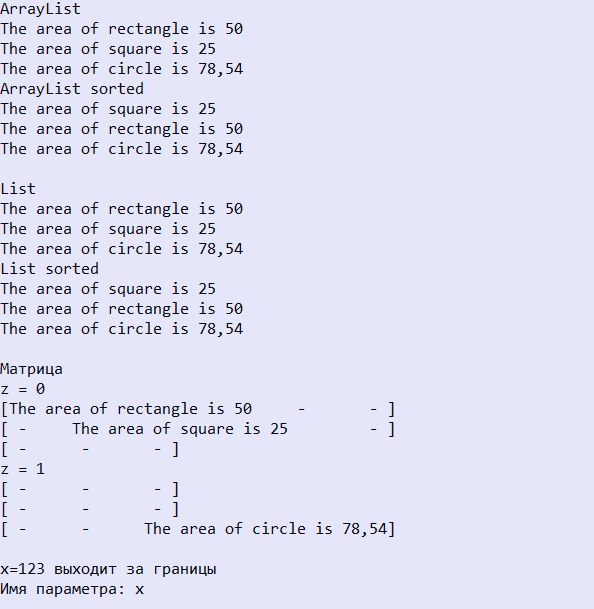 ArrayList
The area of rectangle is 50
The area of square is 25
The area of circle is 78,54
ArrayList sorted
The area of square is 25
The area of rectangle is 50
The area of circle is 78,54
List
The area of rectangle is 50
The area of square is 25
The area of circle is 78,54
List sorted
The area of square is 25
The area of rectangle is 50
The area of circle is 78,54
Матрица
z = 0
[The area of rectangle is 50     -       - ]
[ -     The area of square is 25         - ]
[ -      -       - ]
z = 1
[ -      -       - ]
[ -      -       - ]
[ -      -      The area of circle is 78,54]
x=123 выходит за границы
Имя параметра: x